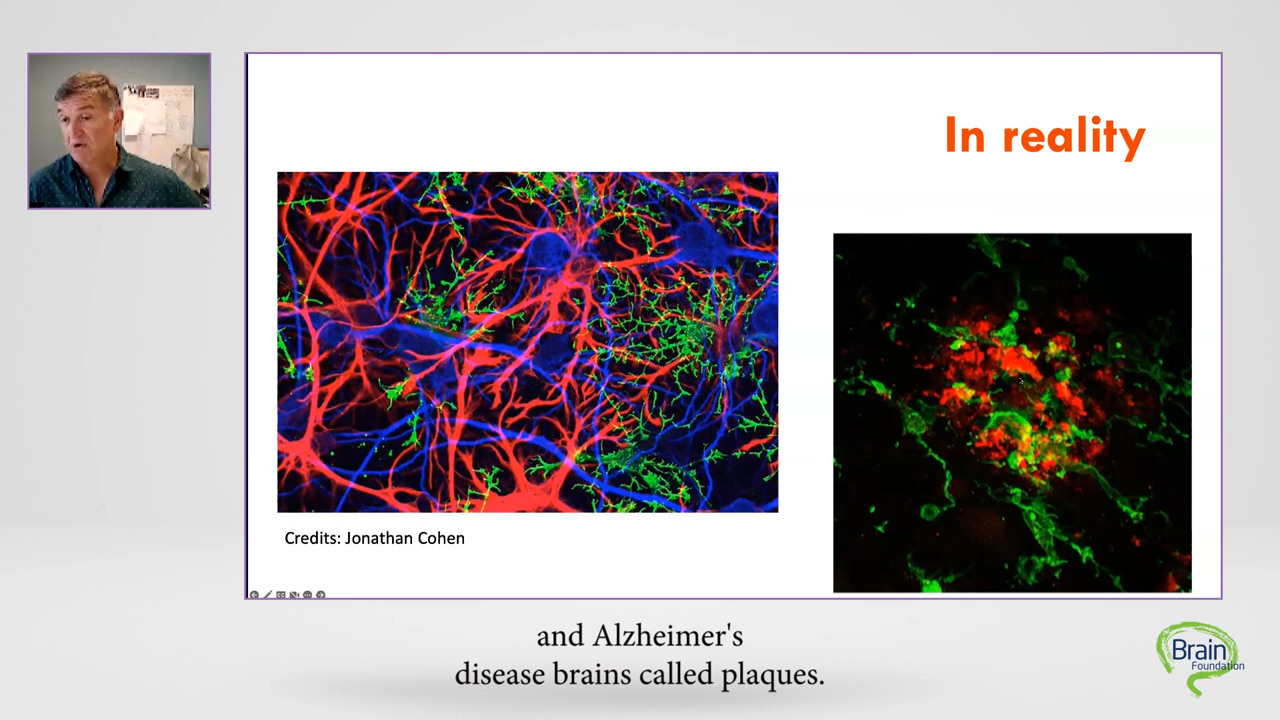 In reality
Credits: Jonathan Cohen
and Alzheimer's
disease brains called plaques.
Brain
Foundation